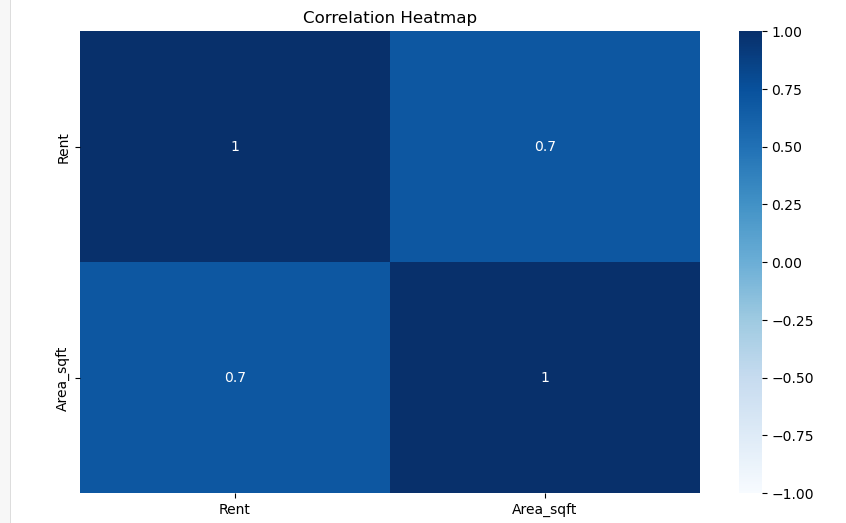 Correlation Heatmap
Rent
1
0.7
Area_sqft
0.7
1
Rent
Area_sqft
1.00
0.75
0.50
0.25
0.00
−0.25
−0.50
−0.75
−1.00